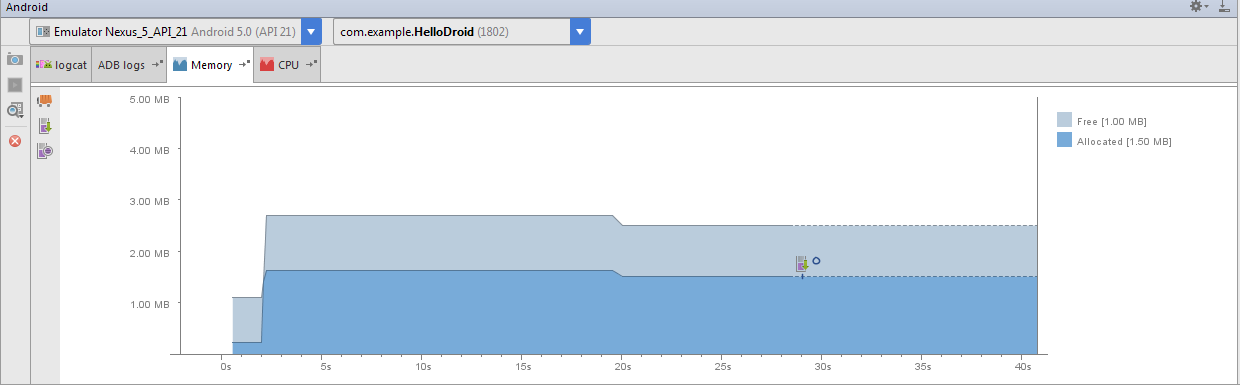 Android
Emulator Nexus_5_API_21 Android 5.0 (API 21)
com.example.HelloDroid (1802)
logcat
ADB logs
Memory
CPU
5.00 MB
4.00 MB
3.00 MB
2.00 MB
1.00 MB
0s
5s
10s
15s
20s
25s
30s
35s
40s
Free [1.00 MB]
Allocated [1.50 MB]